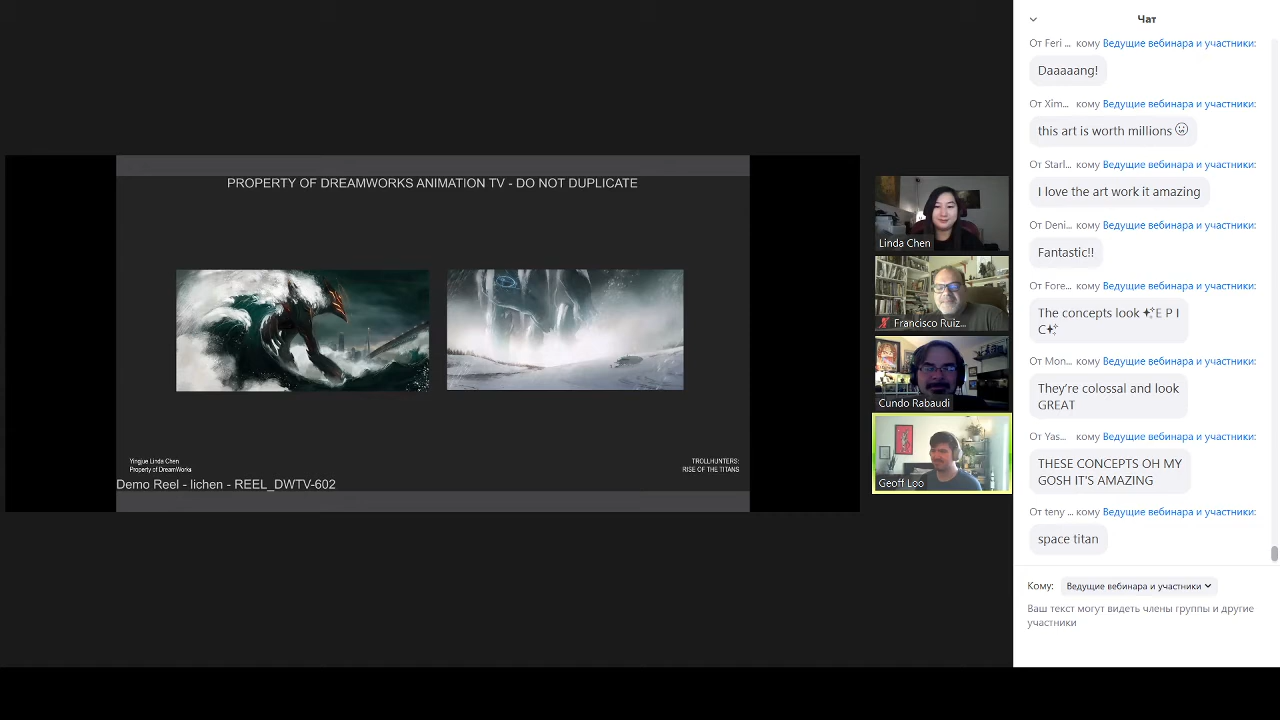 PROPERTY OF DREAMWORKS ANIMATION TV - DO NOT DUPLICATE
Yingjue Linda Chen
Property of DreamWorks
TROLLHUNTERS:
RISE OF THE TITANS
Demo Reel - lichen - REEL_DWTV-602
Linda Chen
Francisco Ruiz...
Cundo Rabaudi
Geoff Loo
Чат
От Feri ... кому Ведущие вебинара и участники:
Daaaaang!
От Xim... кому Ведущие вебинара и участники:
this art is worth millions
От Starl... кому Ведущие вебинара и участники:
I love the art work it amazing
От Deni... кому Ведущие вебинара и участники:
Fantastic!!
От Fore... кому Ведущие вебинара и участники:
The concepts look ✨E P I
C✨
От Mon... кому Ведущие вебинара и участники:
They're colossal and look
GREAT
От Yas... кому Ведущие вебинара и участники:
THESE CONCEPTS OH MY
GOSH IT'S AMAZING
От teny ... кому Ведущие вебинара и участники:
space titan
Кому: Ведущие вебинара и участники
Ваш текст могут видеть члены группы и другие
участники